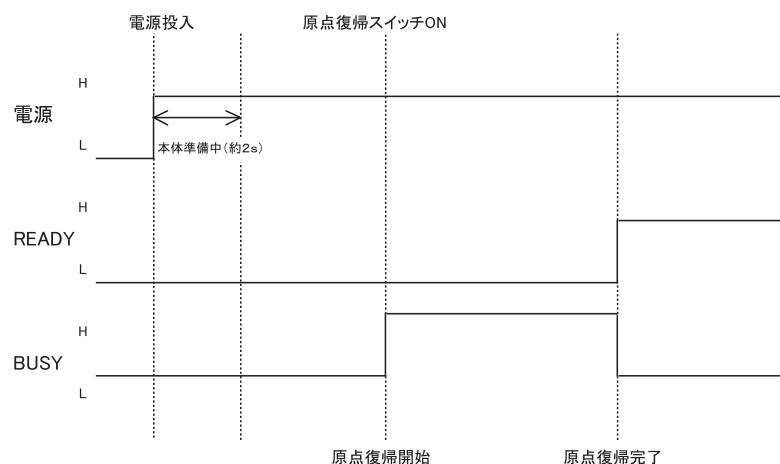 電源投入
原点復帰スイッチON
H
電源
L
本体準備中(約2s)
H
READY
L
H
BUSY
L
原点復帰開始
原点復帰完了